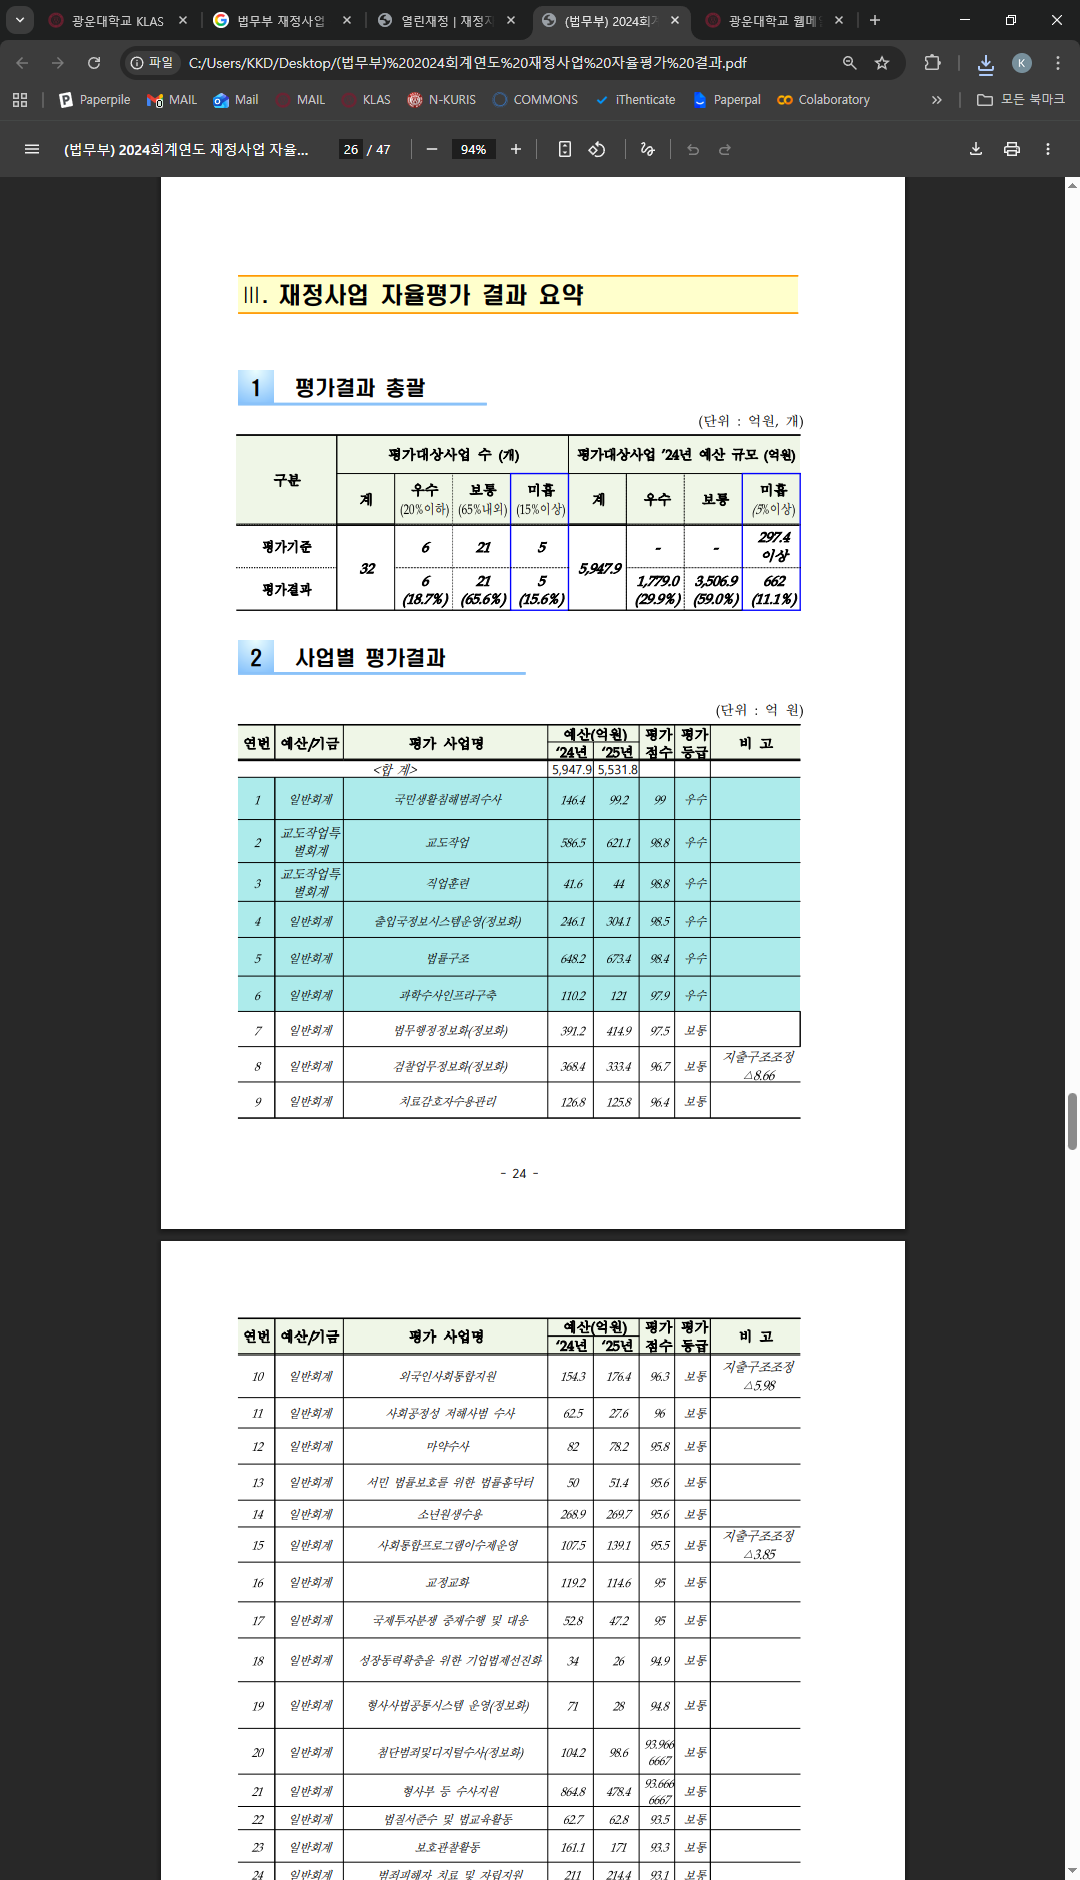 광운대학교 KLAS
법무부 재정사업
열린재정 | 재정
(법무부) 2024회
광운대학교 웹메
파일 C:/Users/KKD/Desktop/(법무부)%202024회계연도%20재정사업%20자율평가%20결과.pdf
K
Paperpile MAIL Mail MAIL KLAS N-KURIS COMMONS iThenticate Paperpal Colaboratory » 모든 북마크
(법무부) 2024회계연도 재정사업 자율... 26 / 47 94%
Ⅲ. 재정사업 자율평가 결과 요약
1 평가결과 총괄
(단위 : 억원, 개)
구분 평가대상사업 수 (개) 평가대상사업 ’24년 예산 규모 (억원)
계 우수 (20%이하) 보통 (65%내외) 미흡 (15%이상) 계 우수 보통 미흡 (5%이상)
평가기준 32 6 21 5 5,947.9 - - 297.4 이상
평가결과 6 (18.7%) 21 (65.6%) 5 (15.6%) 1,779.0 (29.9%) 3,506.9 (59.0%) 662 (11.1%)
2 사업별 평가결과
(단위 : 억 원)
연번 예산/기금 평가 사업명 예산(억원) ‘24년 ‘25년 평가 점수 평가 등급 비 고
<합 계> 5,947.9 5,531.8
1 일반회계 국민생활침해범죄수사 146.4 99.2 99 우수
2 교도작업특별회계 교도작업 586.5 621.1 98.8 우수
3 교도작업특별회계 직업훈련 41.6 44 98.8 우수
4 일반회계 출입국정보시스템운영(정보화) 246.1 304.1 98.5 우수
5 일반회계 법률구조 648.2 673.4 98.4 우수
6 일반회계 과학수사인프라구축 110.2 121 97.9 우수
7 일반회계 법무행정정보화(정보화) 391.2 414.9 97.5 보통
8 일반회계 검찰업무정보화(정보화) 368.4 333.4 96.7 보통 지출구조조정 △8.66
9 일반회계 치료감호자수용관리 126.8 125.8 96.4 보통
- 24 -
연번 예산/기금 평가 사업명 예산(억원) ‘24년 ‘25년 평가 점수 평가 등급 비 고
10 일반회계 외국인사회통합지원 154.3 176.4 96.3 보통 지출구조조정 △5.98
11 일반회계 사회공정성 저해사범 수사 62.5 27.6 96 보통
12 일반회계 마약수사 82 78.2 95.8 보통
13 일반회계 서민 법률보호를 위한 법률홈닥터 50 51.4 95.6 보통
14 일반회계 소년원생수용 268.9 269.7 95.6 보통
15 일반회계 사회통합프로그램이수제운영 107.5 139.1 95.5 보통 지출구조조정 △3.85
16 일반회계 교정교화 119.2 114.6 95 보통
17 일반회계 국제투자분쟁 중재수행 및 대응 52.8 47.2 95 보통
18 일반회계 성장동력확충을 위한 기업법제선진화 34 26 94.9 보통
19 일반회계 형사사법공통시스템 운영(정보화) 71 28 94.8 보통
20 일반회계 첨단범죄및디지털수사(정보화) 104.2 98.6 93.9666667 보통
21 일반회계 형사부 등 수사지원 864.8 478.4 93.6666667 보통
22 일반회계 법질서준수 및 법교육활동 62.7 62.8 93.5 보통
23 일반회계 보호관찰활동 161.1 171 93.3 보통
24 일반회계 범죄피해자 치료 및 자립지원 211 214.4 93.1 보통